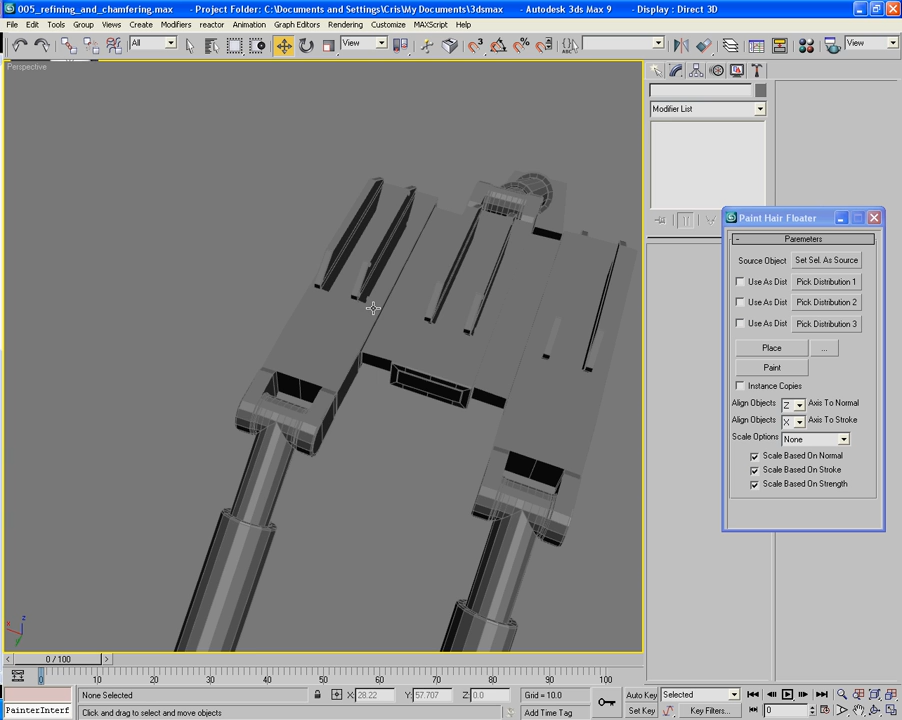 005_refining_and_chamfering.max - Project Folder: C:\Documents and Settings\Cris\My Documents\3dsmax - Autodesk 3ds Max 9 - Display : Direct 3D
File Edit Tools Group Views Create Modifiers reactor Animation Graph Editors Rendering Customize MAXScript Help
All View View
Perspective
Modifier List
Paint Hair Floater
- Paremeters
Source Object Set Sel. As Source
Use As Dist Pick Distribution 1
Use As Dist Pick Distribution 2
Use As Dist Pick Distribution 3
Place ...
Paint
Instance Copies
Align Objects Z Axis To Normal
Align Objects X Axis To Stroke
Scale Options None
Scale Based On Normal
Scale Based On Stroke
Scale Based On Strength
z
x
y
< 0 / 100 >
0 10 20 30 40 50 60 70 80 90 100
None Selected X: 28.22 Y: 57.707 Z: 0.0 Grid = 10.0 Auto Key Selected
PainterInterf Click and drag to select and move objects Add Time Tag Set Key Key Filters... 0